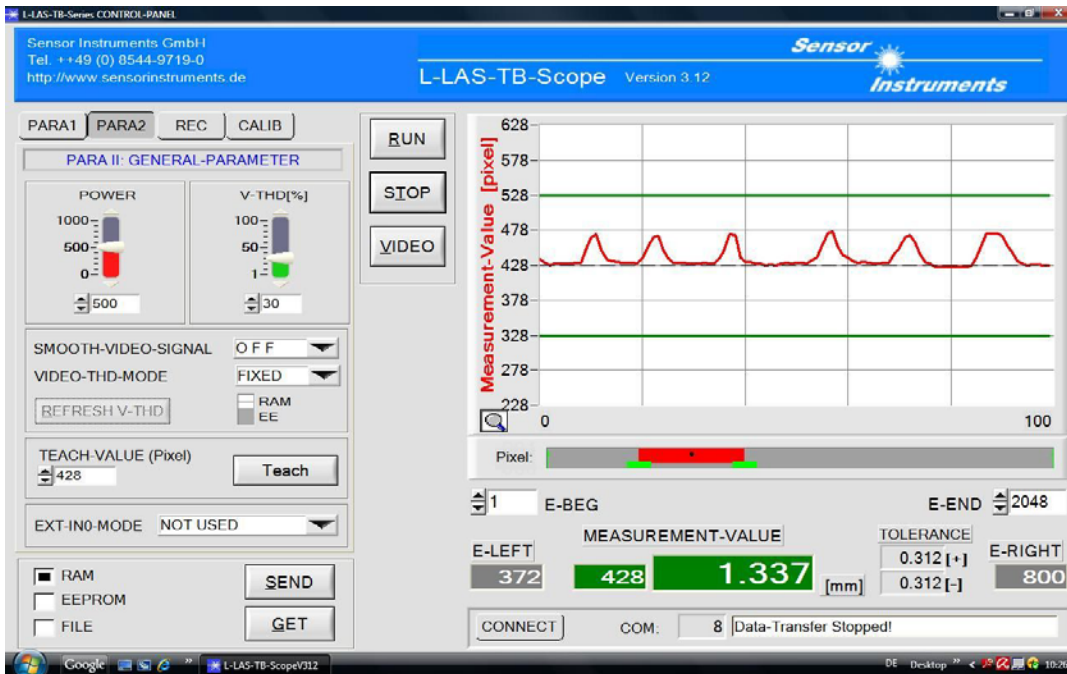 L-LAS-TB-Series CONTROL-PANEL
Sensor Instruments GmbH
Tel. ++49 (0) 8544-9719-0
http://www.sensorinstruments.de
L-LAS-TB-Scope Version 3.12
Sensor
Instruments
PARA1 PARA2 REC CALIB
PARA II: GENERAL-PARAMETER
POWER
1000
500
0
500
V-THD[%]
100
50
1
30
SMOOTH-VIDEO-SIGNAL OFF
VIDEO-THD-MODE FIXED
REFRESH V-THD
RAM
EE
TEACH-VALUE (Pixel)
428
Teach
EXT-IN0-MODE NOT USED
RAM
EEPROM
FILE
SEND
GET
RUN
STOP
VIDEO
Measurement-Value [pixel]
628
578
528
478
428
378
328
278
228
0 100
Pixel:
1 E-BEG E-END 2048
MEASUREMENT-VALUE
TOLERANCE
E-LEFT
372
428 1.337 [mm]
0.312 [+]
0.312 [-]
E-RIGHT
800
CONNECT COM: 8 Data-Transfer Stopped!
Google » L-LAS-TB-ScopeV312 DE Desktop » < 10:26